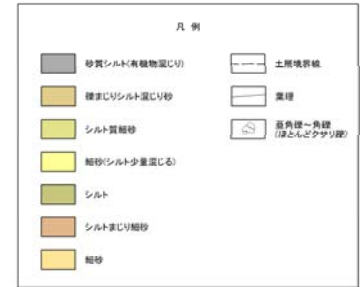 凡 例
砂質シルト(有機物混じり)
礫まじりシルト混じり砂
シルト質細砂
細砂(シルト少量混じる)
シルト
シルトまじり細砂
細砂
土層境界線
葉理
亜角礫～角礫
(ほとんどクサリ礫)